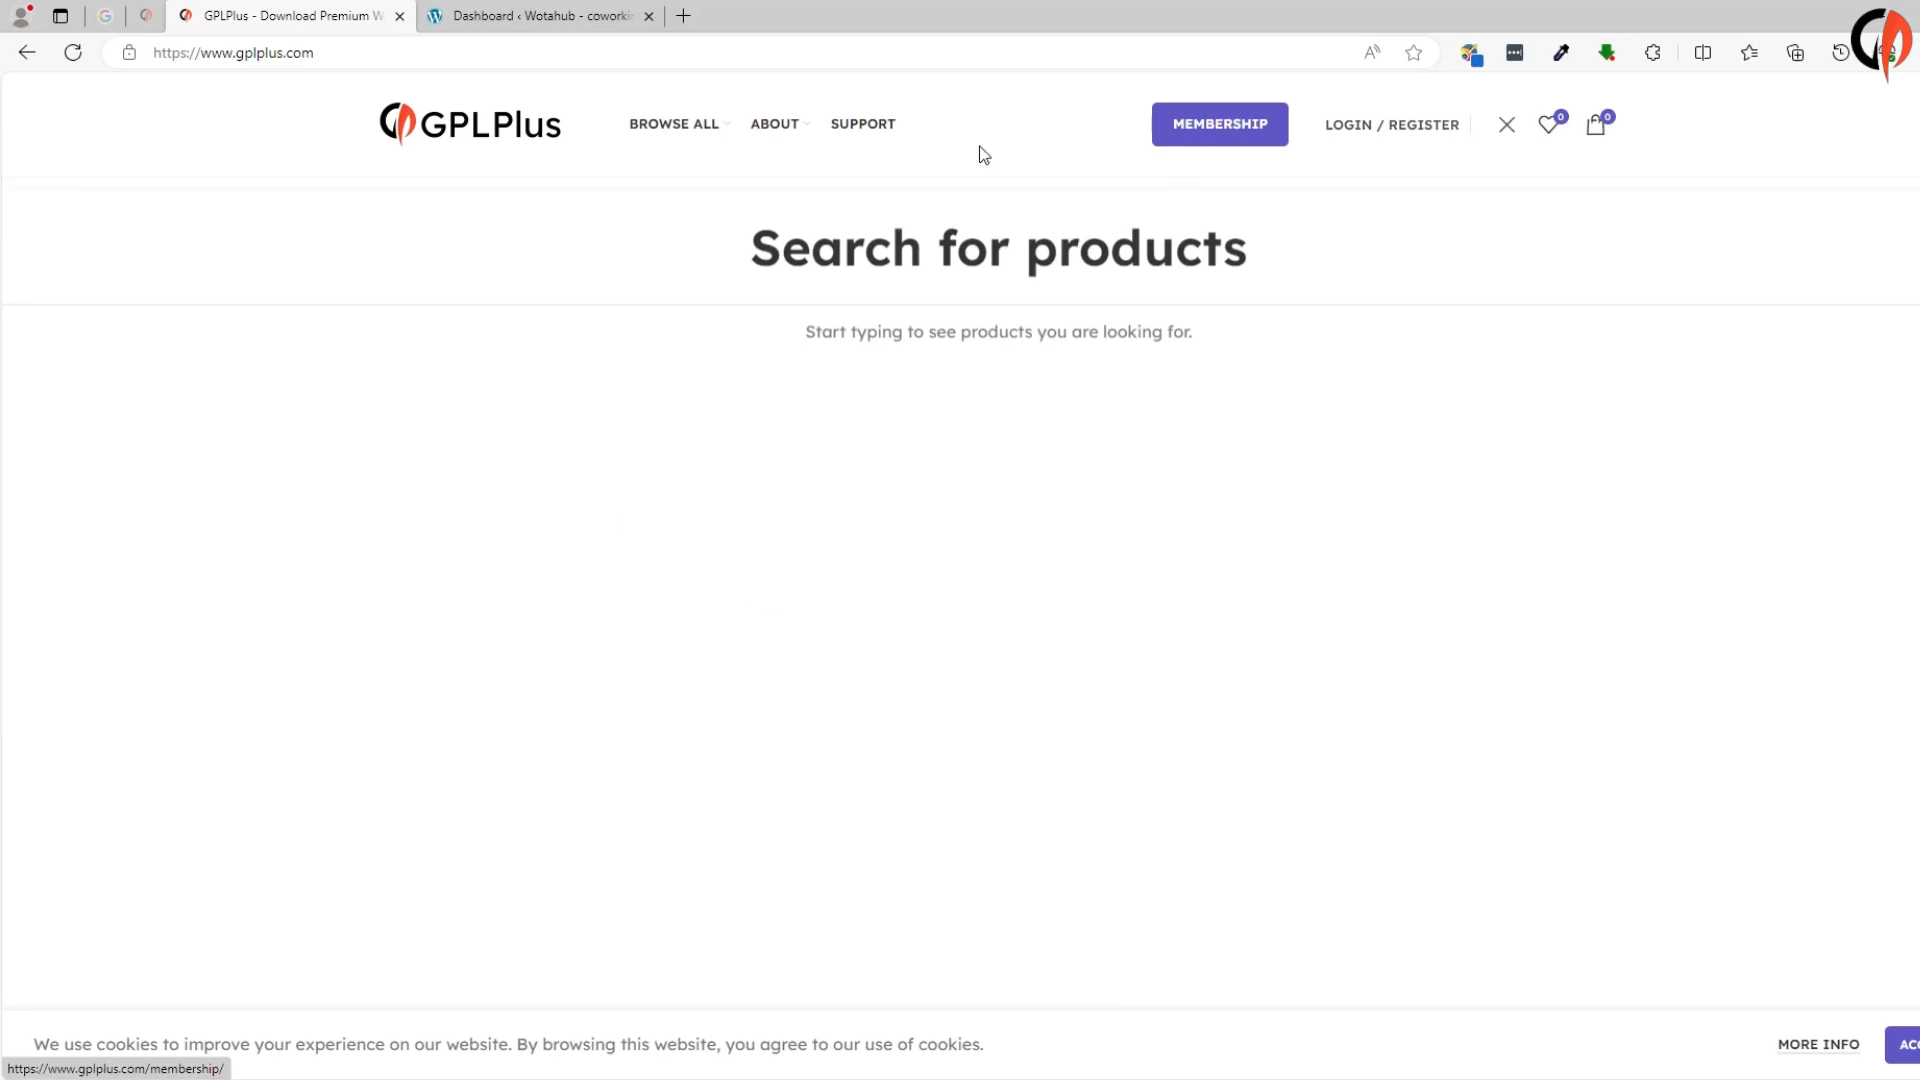 GPLPlus - Download Premium W
Dashboard ‹ Wotahub - coworki
https://www.gplplus.com
GPLPlus
BROWSE ALL
ABOUT
SUPPORT
MEMBERSHIP
LOGIN / REGISTER
0
0
Search for products
Start typing to see products you are looking for.
We use cookies to improve your experience on our website. By browsing this website, you agree to our use of cookies.
MORE INFO
ACC
https://www.gplplus.com/membership/